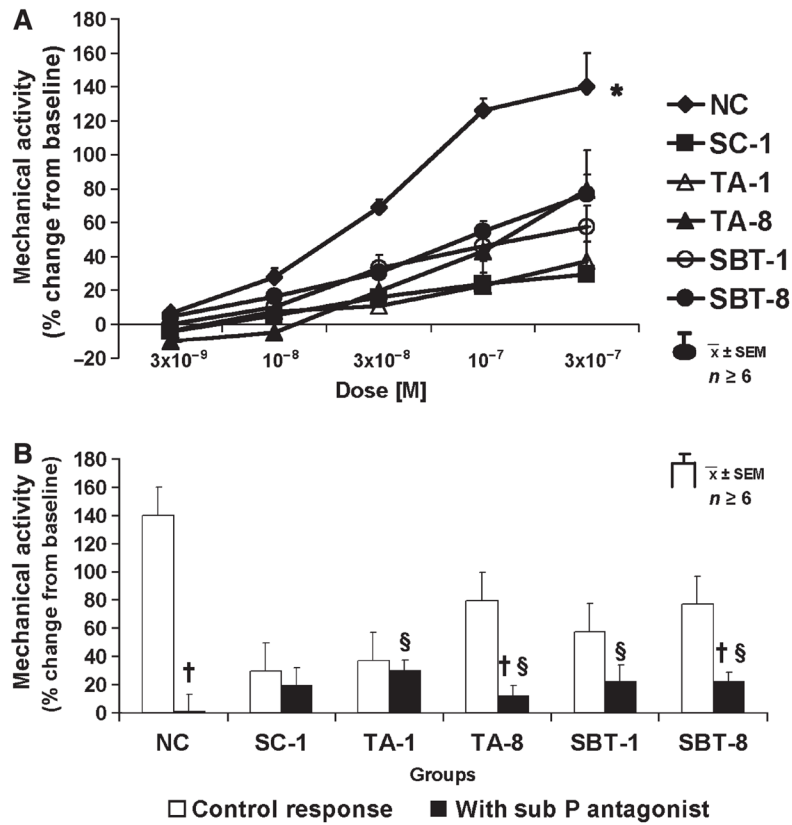 A
Mechanical activity
(% change from baseline)
180
160
140
120
100
80
60
40
20
0
−20
*
3x10⁻⁹ 10⁻⁸ 3x10⁻⁸ 10⁻⁷ 3x10⁻⁷
Dose [M]
NC
SC-1
TA-1
TA-8
SBT-1
SBT-8
x̅ ± SEM
n ≥ 6
B
Mechanical activity
(% change from baseline)
180
160
140
120
100
80
60
40
20
0
x̅ ± SEM
n ≥ 6
† § † § § † §
NC SC-1 TA-1 TA-8 SBT-1 SBT-8
Groups
Control response With sub P antagonist